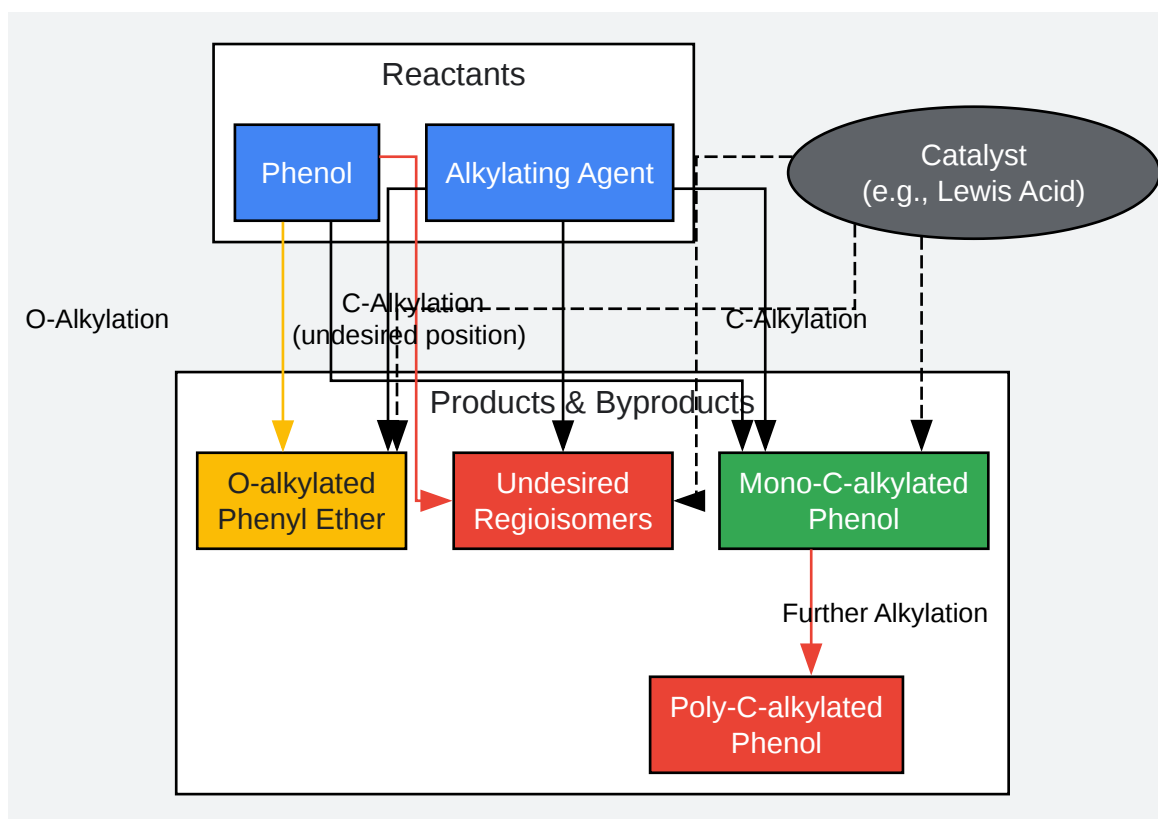 Reactants
Phenol
Alkylating Agent
Catalyst
(e.g., Lewis Acid)
O-Alkylation
C-Alkylation
(undesired position)
C-Alkylation
Products & Byproducts
O-alkylated
Phenyl Ether
Undesired
Regioisomers
Mono-C-alkylated
Phenol
Further Alkylation
Poly-C-alkylated
Phenol